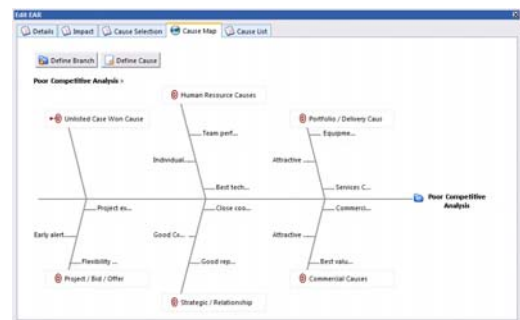 Edit EAR
Details Impact Cause Selection Cause Map Cause List
Define Branch Define Cause
Poor Competitive Analysis »
Human Resource Causes
Unlisted Case Won Cause
Portfolio / Delivery Caus
Team perf...
Equipme...
Individual...
Attractive
Best tech...
Services C...
Poor Competitive
Analysis
Project es...
Close coo...
Commerci...
Early alert...
Good Co...
Attractive
Flexibility ...
Good rep...
Best valu...
Project / Bid / Offer
Commercial Causes
Strategic / Relationship